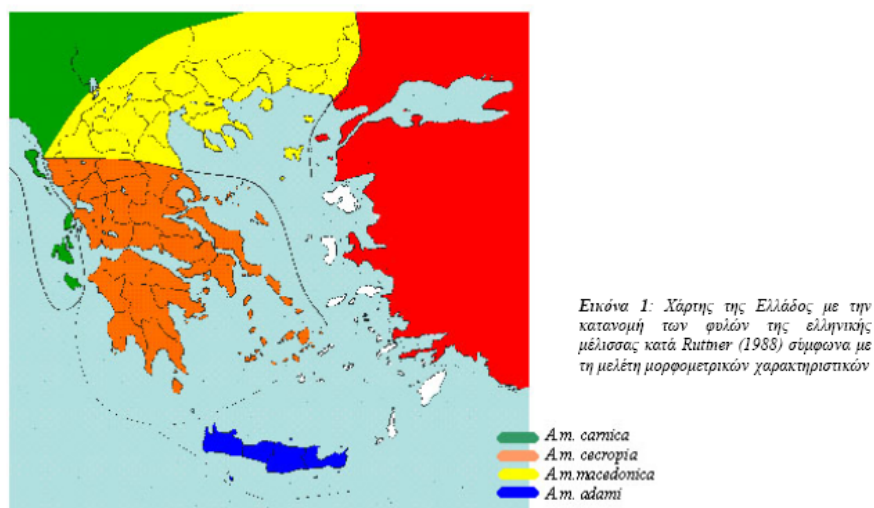 Εικόνα 1: Χάρτης της Ελλάδος με την
κατανομή των φυλών της ελληνικής
μέλισσας κατά Ruttner (1988) σύμφωνα με
τη μελέτη μορφομετρικών χαρακτηριστικών
A.m. carnica
A.m. cecropia
A.m.macedonica
A.m. adami